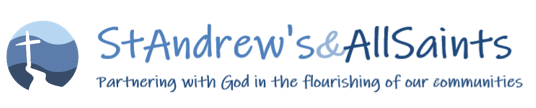 StAndrew's&AllSaints
Partnering with God in the flourishing of our communities